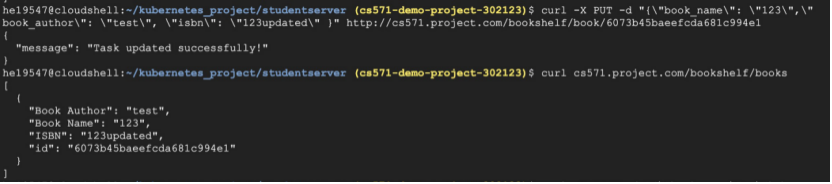 he19547@cloudshell:~/kubernetes_project/studentserver (cs571-demo-project-302123)$ curl -X PUT -d "{\"book_name\": \"123\",\"
book_author\": \"test\", \"isbn\": \"123updated\" }" http://cs571.project.com/bookshelf/book/6073b45baeefcda681c994e1
{
  "message": "Task updated successfully!"
}
he19547@cloudshell:~/kubernetes_project/studentserver (cs571-demo-project-302123)$ curl cs571.project.com/bookshelf/books
[
  {
    "Book Author": "test",
    "Book Name": "123",
    "ISBN": "123updated",
    "id": "6073b45baeefcda681c994e1"
  }
]